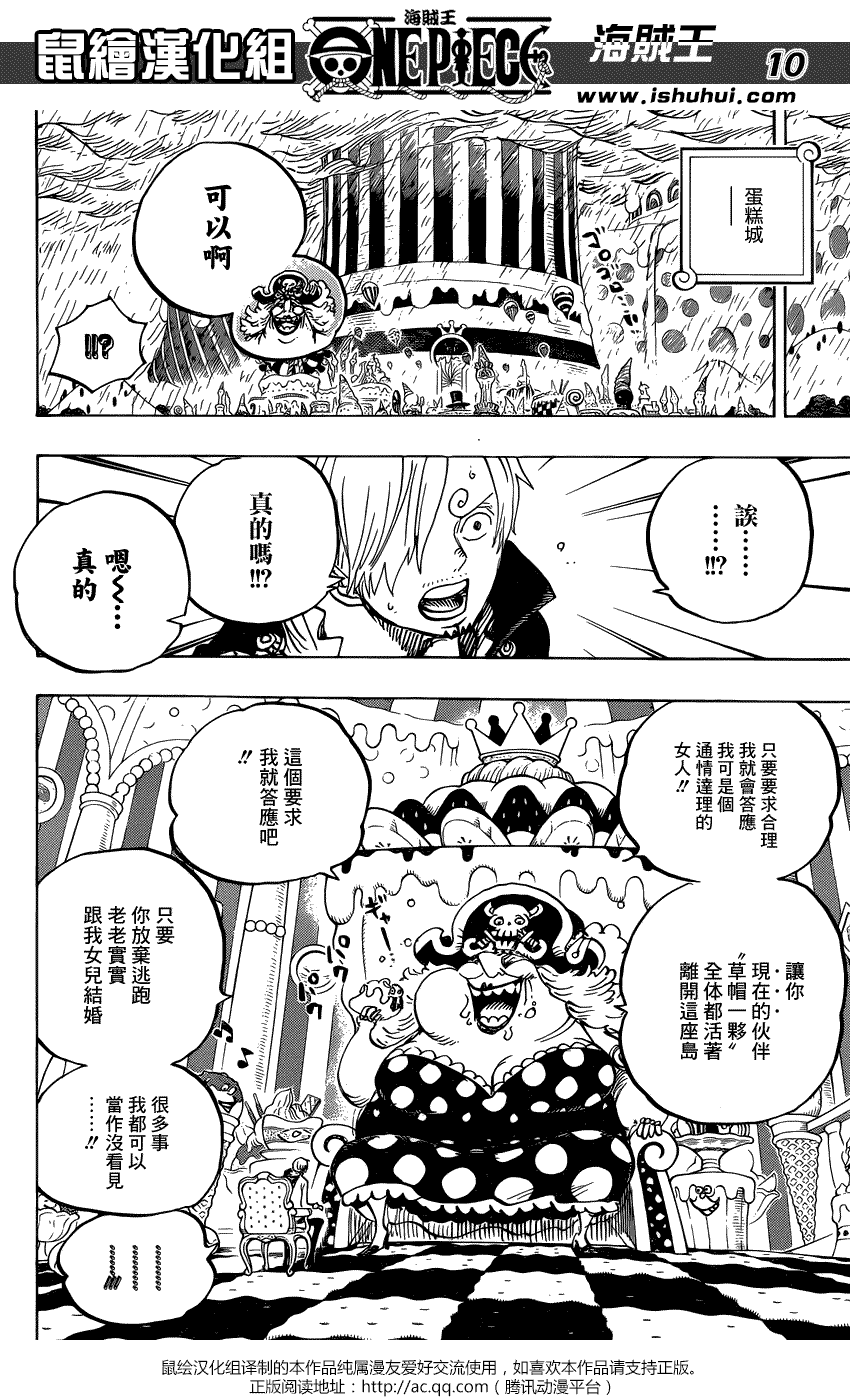 鼠繪漢化組
海賊王
ONE PIECE
海賊王
10
www.ishuhui.com
——蛋糕城
可以啊
!!?
ゴロゴロ…
誒……
……!!?
真的嗎!!?
嗯～…
真的
只要要求合理
我就會答應
我可是個
通情達理的
女人!!
讓你
現在的伙伴
〝草帽一夥〞
全体都活著
離開這座島
這個要求
我就答應吧
!!
ギャー
只要
你放棄逃跑
老老實實
跟我女兒結婚
很多事
我都可以
當作沒看見
……!!
………!!!
鼠绘汉化组译制的本作品纯属漫友爱好交流使用，如喜欢本作品请支持正版。
正版阅读地址：http://ac.qq.com（腾讯动漫平台）